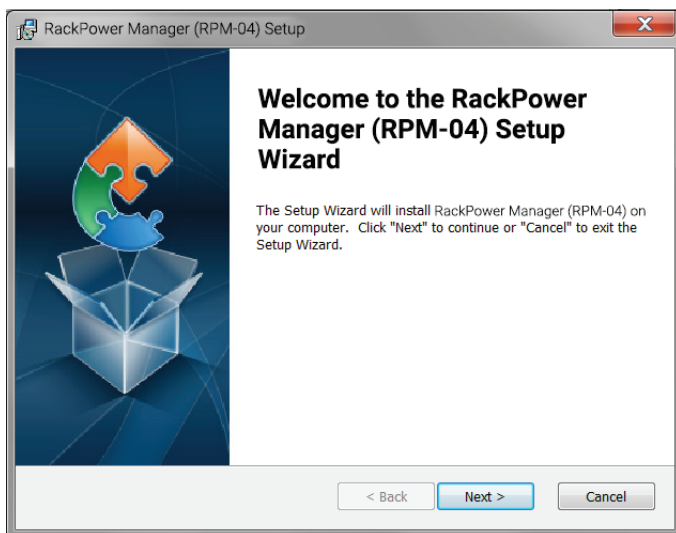 RackPower Manager (RPM-04) Setup
Welcome to the RackPower
Manager (RPM-04) Setup
Wizard
The Setup Wizard will install RackPower Manager (RPM-04) on
your computer.  Click "Next" to continue or "Cancel" to exit the
Setup Wizard.
< Back
Next >
Cancel